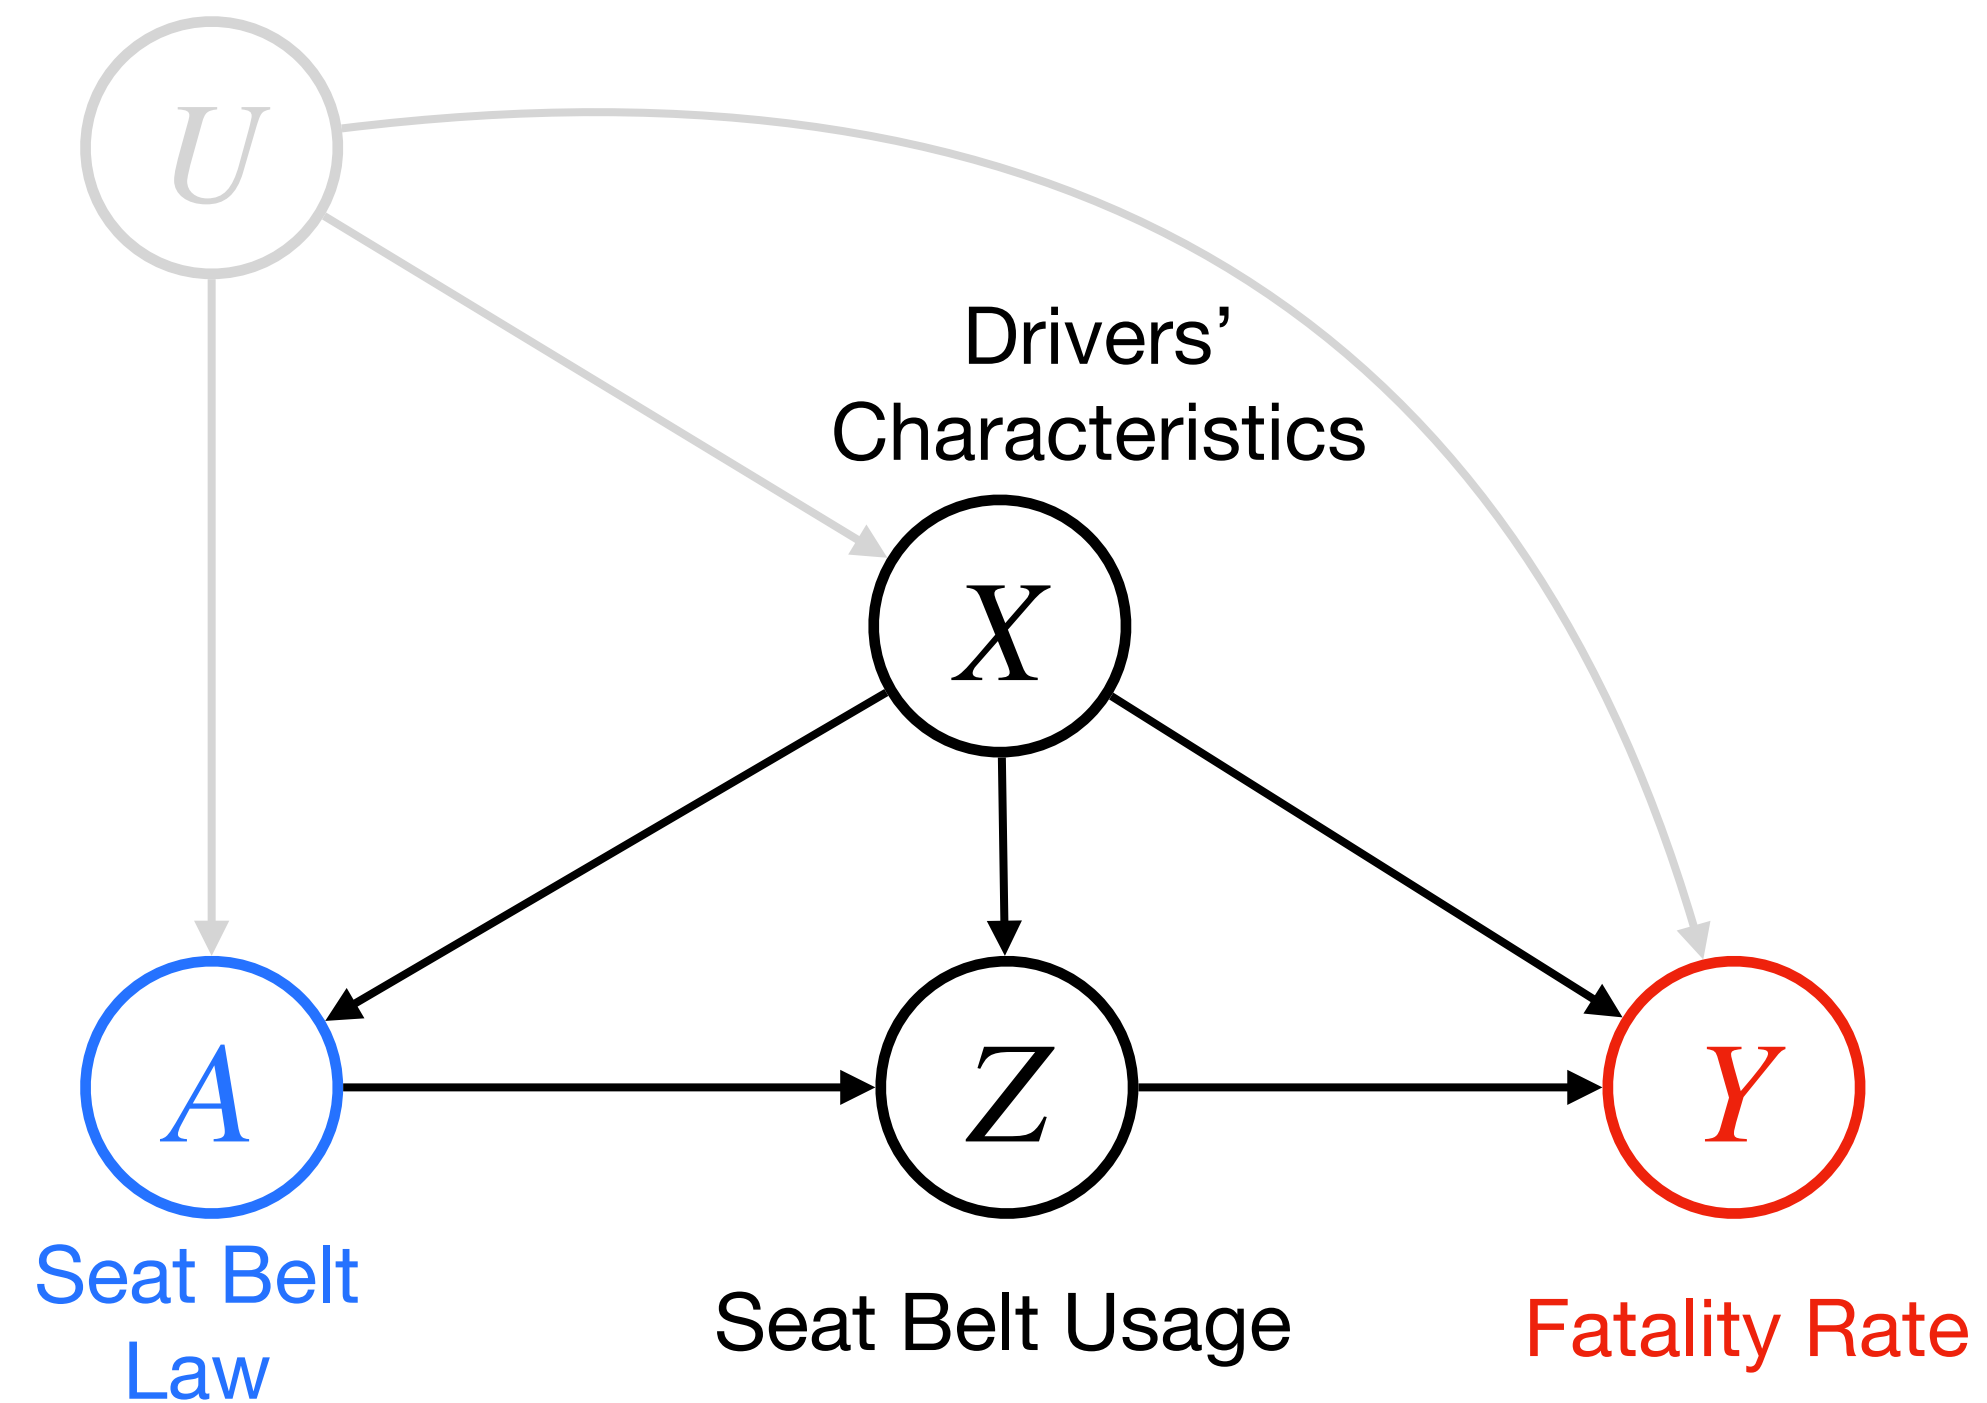 U
Drivers’
Characteristics
X
A
Z
Y
Seat Belt
Law
Seat Belt Usage
Fatality Rate